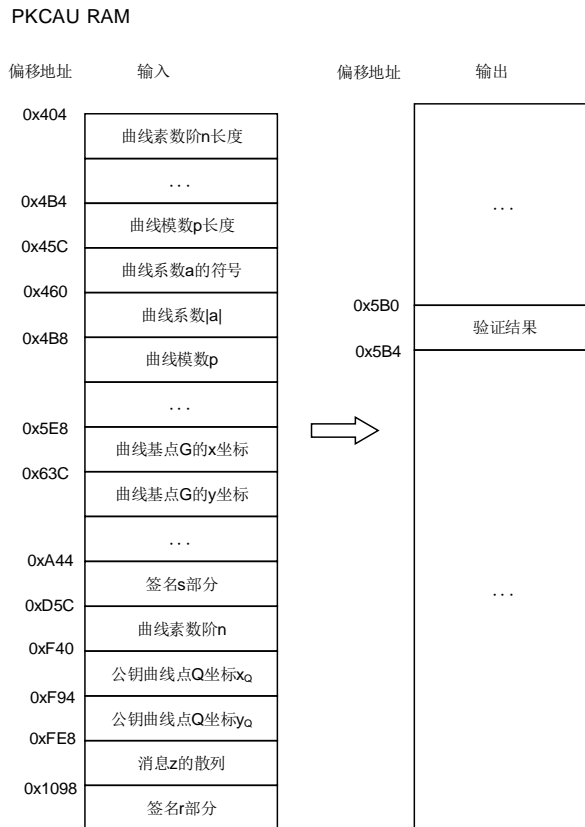 PKCAU RAM
偏移地址 输入 偏移地址 输出
0x404
曲线素数阶n长度
...
0x4B4
曲线模数p长度
0x45C
曲线系数a的符号
0x460
曲线系数|a|
0x4B8
曲线模数p
...
0x5E8
曲线基点G的x坐标
0x63C
曲线基点G的y坐标
...
0xA44
签名s部分
0xD5C
曲线素数阶n
0xF40
公钥曲线点Q坐标xQ
0xF94
公钥曲线点Q坐标yQ
0xFE8
消息z的散列
0x1098
签名r部分
...
0x5B0
验证结果
0x5B4
...